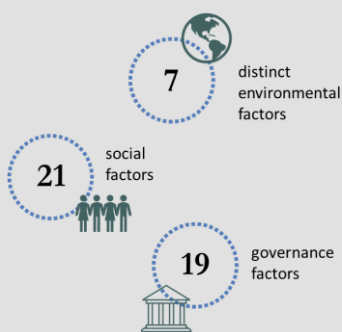 7
distinct
environmental
factors
21
social
factors
19
governance
factors